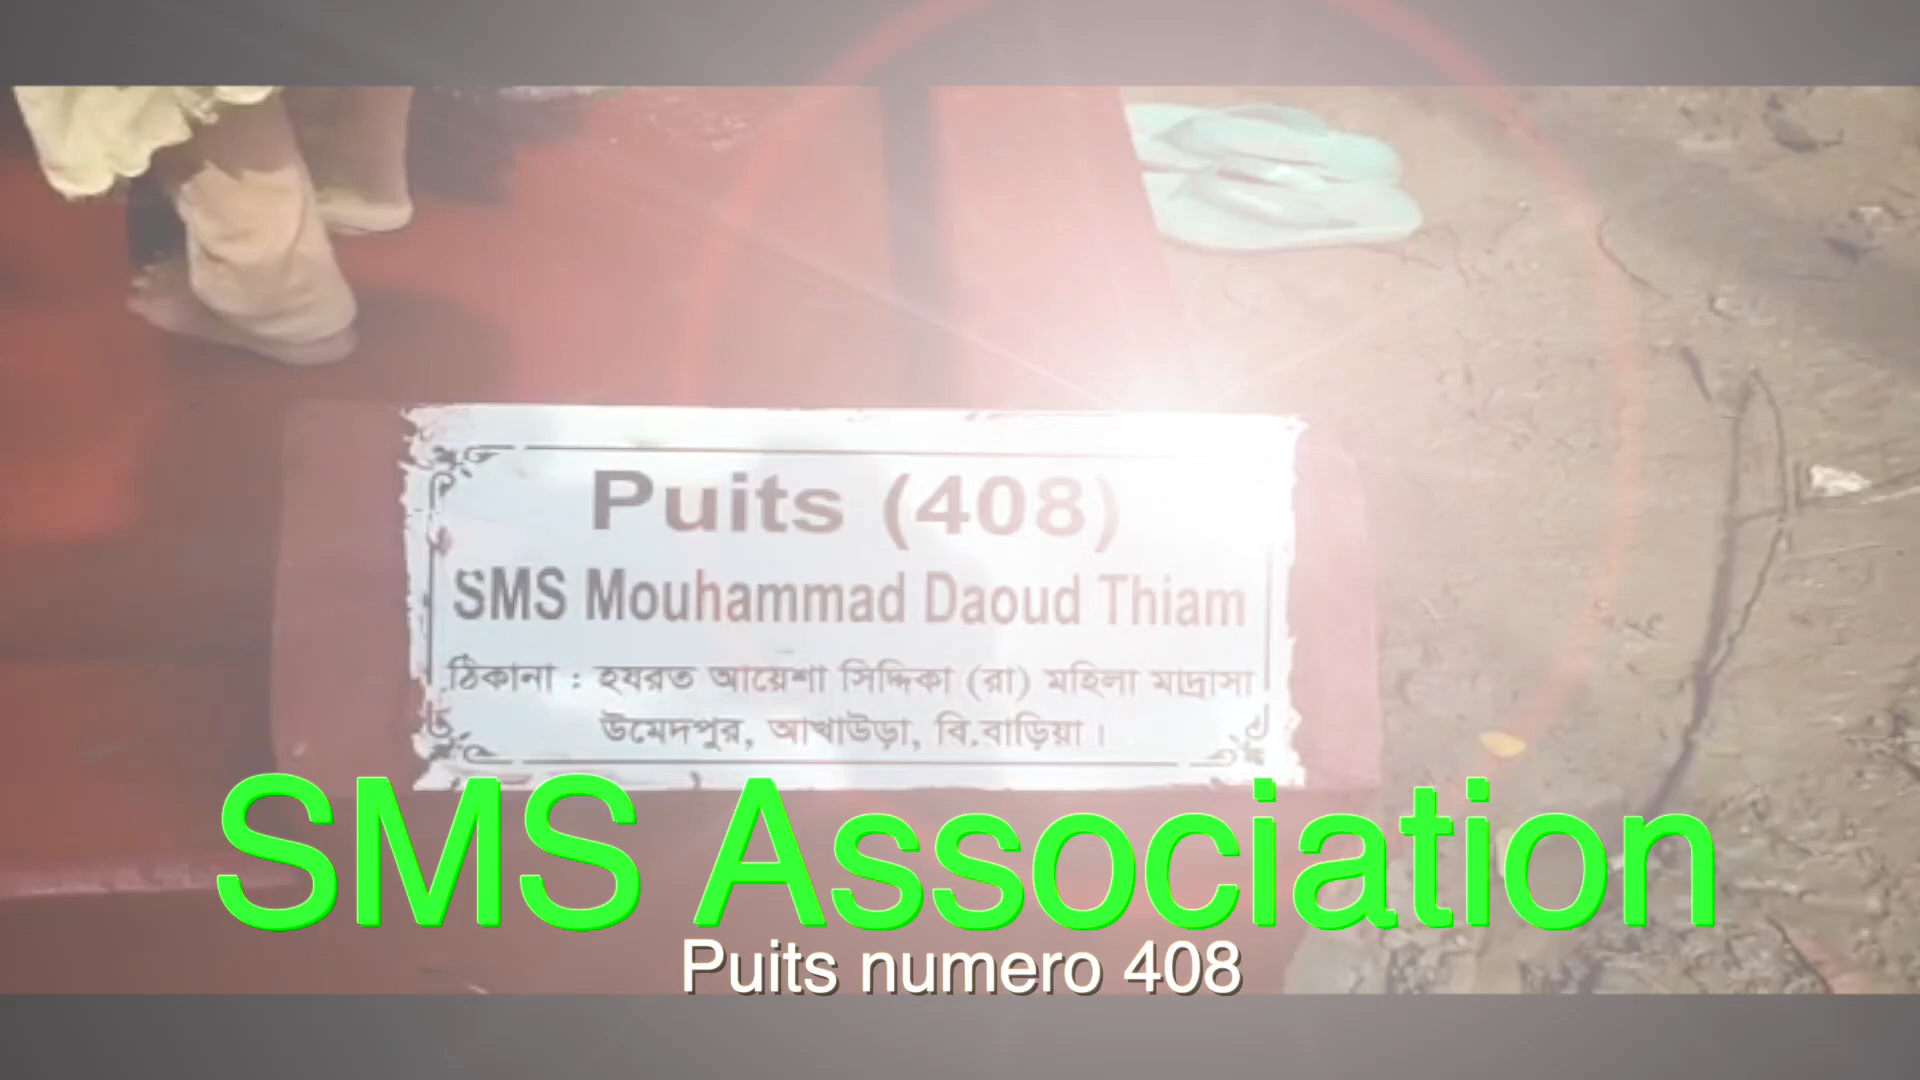 Puits (408)
SMS Mouhammad Daoud Thiam
ঠিকানা : হযরত আয়েশা সিদ্দিকা (রা) মহিলা মাদ্রাসা
উমেদপুর, আখাউড়া, বি.বাড়িয়া।
SMS Association
Puits numero 408